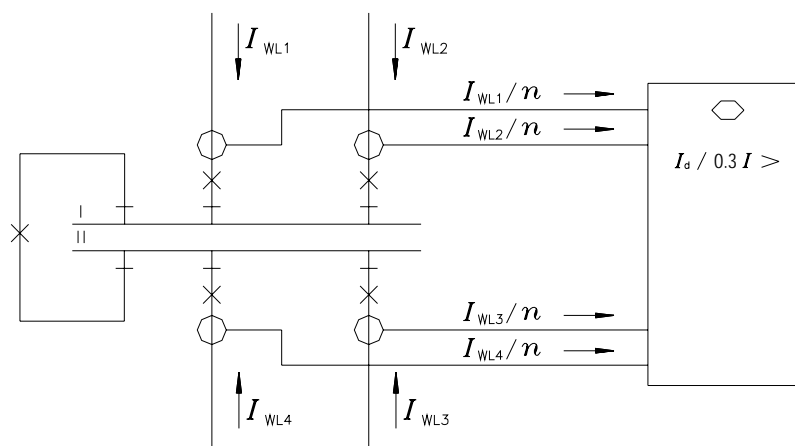 I WL1
I WL2
I WL1/n
I WL2/n
Id / 0.3 I >
I
II
I WL3/n
I WL4/n
I WL4
I WL3